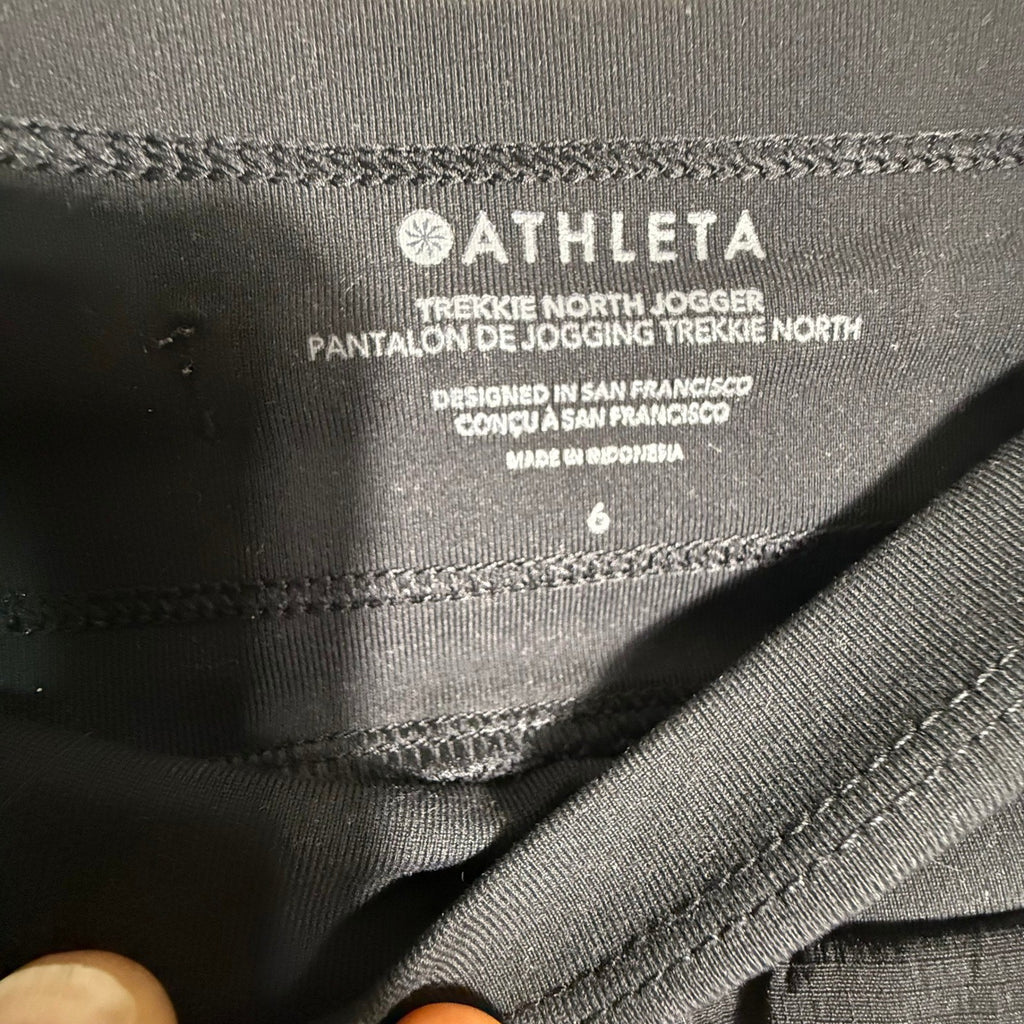 ATHLETA
TREKKIE NORTH JOGGER
PANTALON DE JOGGING TREKKIE NORTH
DESIGNED IN SAN FRANCISCO
CONÇU À SAN FRANCISCO
MADE IN INDONESIA
6